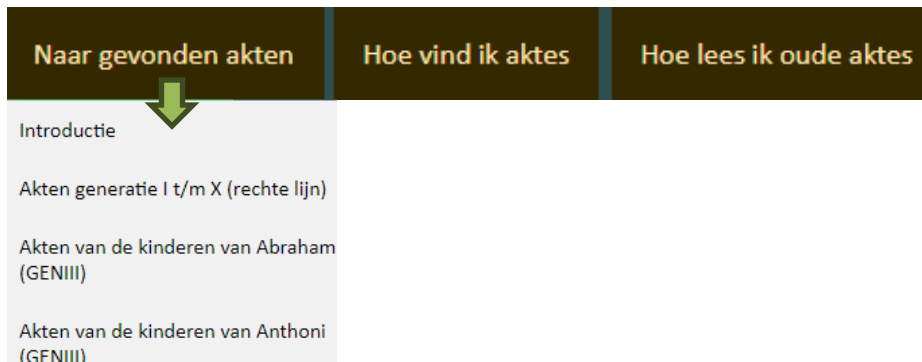 Naar gevonden akten
Hoe vind ik aktes
Hoe lees ik oude aktes
Introductie
Akten generatie I t/m X (rechte lijn)
Akten van de kinderen van Abraham
(GENIII)
Akten van de kinderen van Anthoni
(GENIII)